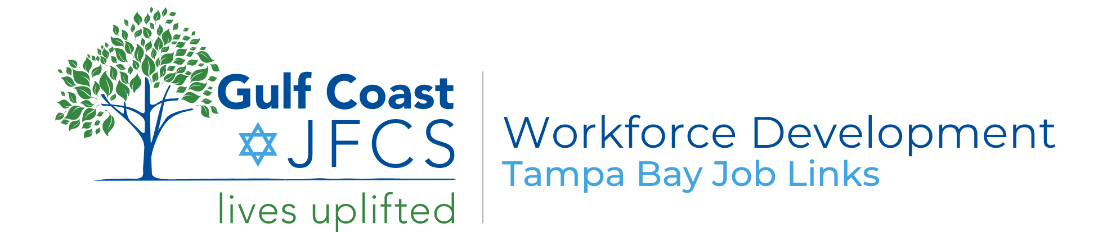 Gulf Coast
JFCS
lives uplifted
Workforce Development
Tampa Bay Job Links